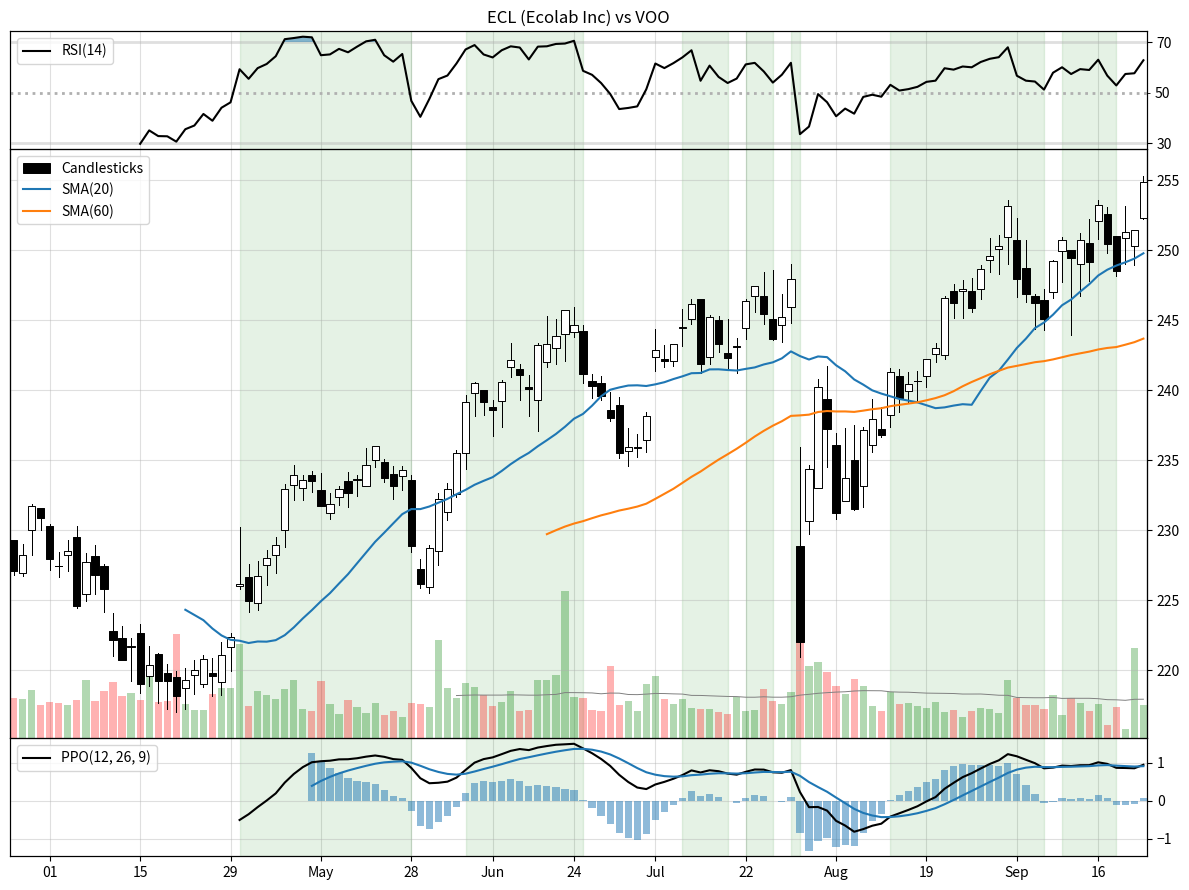 ECL (Ecolab Inc) vs VOO
RSI(14)
70
50
30
Candlesticks
SMA(20)
SMA(60)
255
250
245
240
235
230
225
220
PPO(12, 26, 9)
1
0
−1
01 15 29 May 28 Jun 24 Jul 22 Aug 19 Sep 16